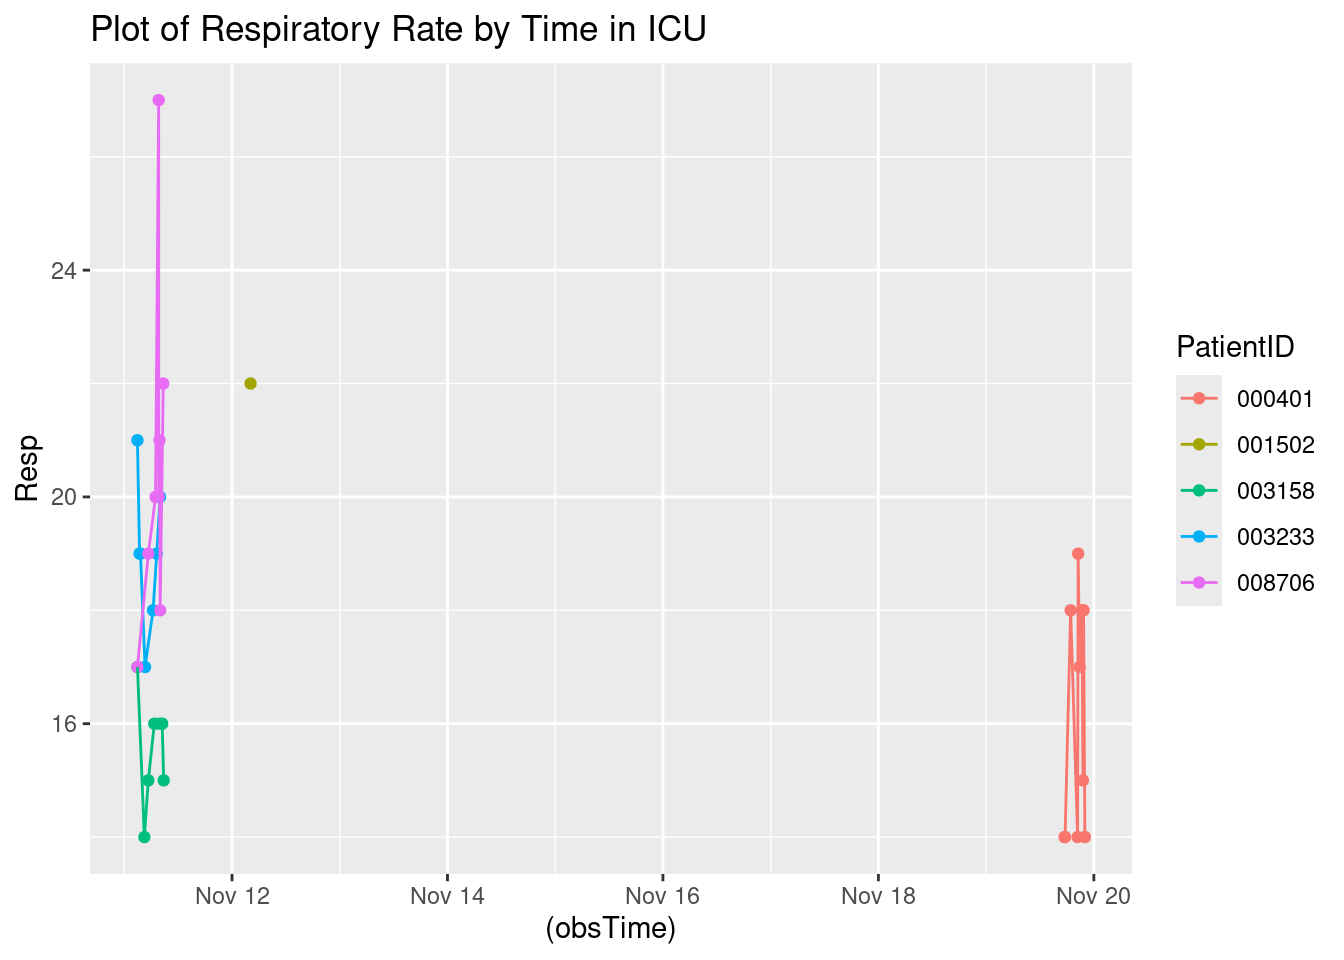 Plot of Respiratory Rate by Time in ICU
24
20
16
Resp
Nov 12
Nov 14
Nov 16
Nov 18
Nov 20
(obsTime)
PatientID
000401
001502
003158
003233
008706